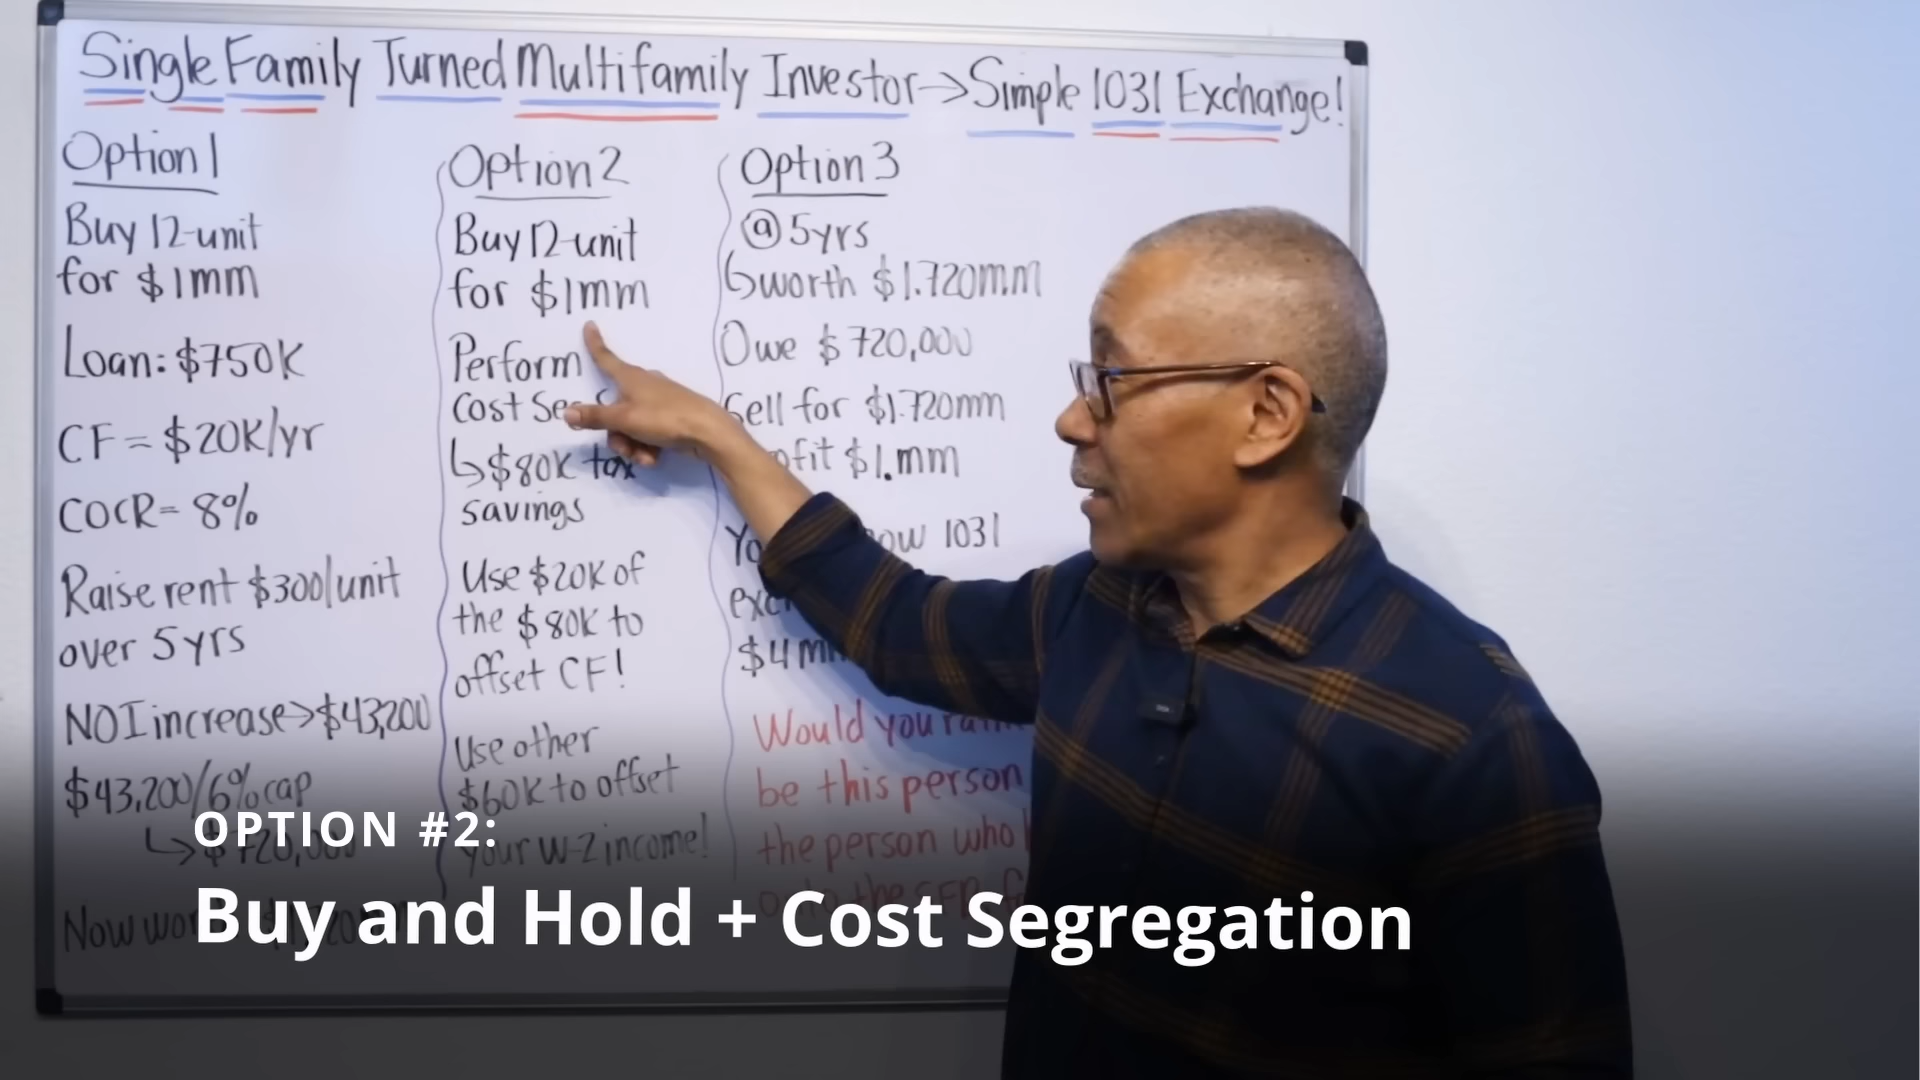 Single Family Turned Multifamily Investor → Simple 1031 Exchange!
Option 1
Buy 12-unit
for $1mm
Loan: $750K
CF = $20K/yr
COCR= 8%
Raise rent $300/unit
over 5yrs
NOI increase → $43,200
$43,200/6% cap
↳ $720,000
Now
Option 2
Buy 12-unit
for $1mm
Perform
Cost Seg
↳ $80K tax
savings
Use $20K of
the $80K to
offset CF!
Use other
$60K to offset
your W-2 income!
Option 3
@ 5yrs
↳ worth $1.720mm
Owe $720,000
Sell for $1.720mm
$1.mm
1031
$4
Would you
be this person
the person who
OPTION #2:
Buy and Hold + Cost Segregation